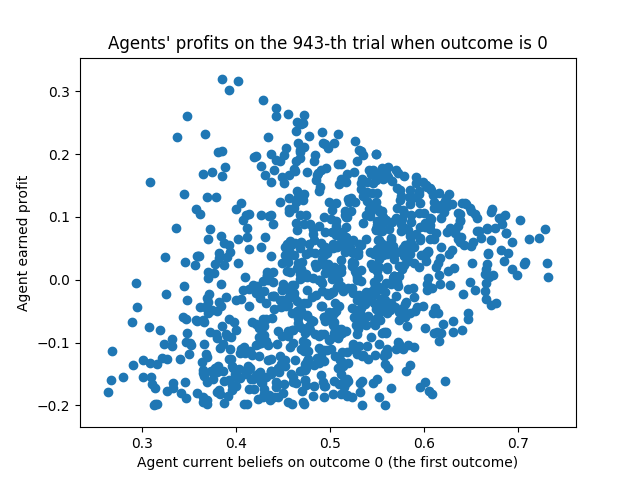 Agents' profits on the 943-th trial when outcome is 0
Agent earned profit
0.3
0.2
0.1
0.0
−0.1
−0.2
0.3 0.4 0.5 0.6 0.7
Agent current beliefs on outcome 0 (the first outcome)